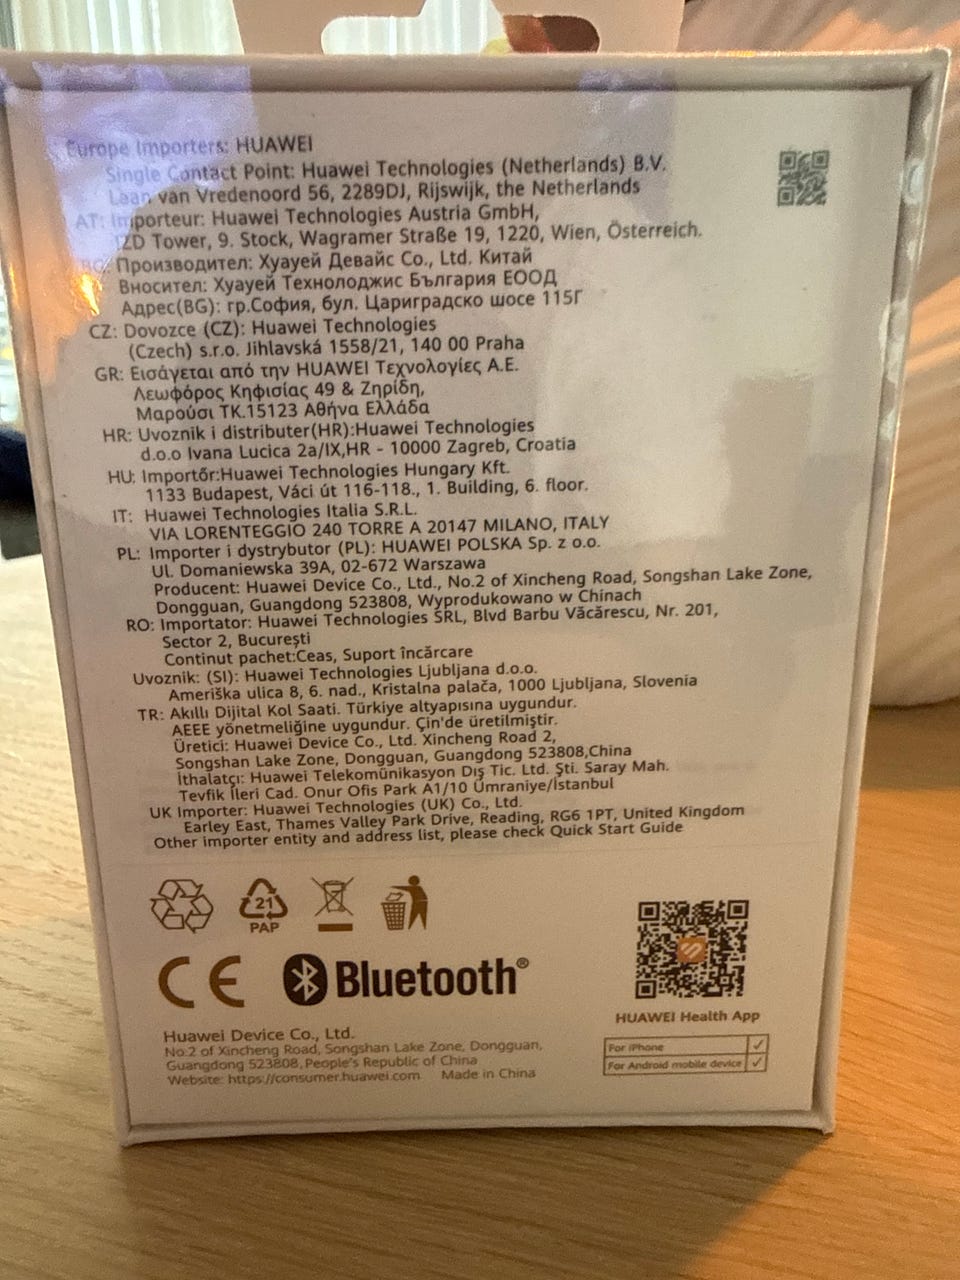 Europe Importers: HUAWEI
Single Contact Point: Huawei Technologies (Netherlands) B.V.
Laan van Vredenoord 56, 2289DJ, Rijswijk, the Netherlands
AT: Importeur: Huawei Technologies Austria GmbH,
IZD Tower, 9. Stock, Wagramer Straße 19, 1220, Wien, Österreich.
BG: Производител: Хуауей Девайс Co., Ltd. Китай
Вносител: Хуауей Технолоджис България ЕООД
Адрес(BG): гр.София, бул. Цариградско шосе 115Г
CZ: Dovozce (CZ): Huawei Technologies
(Czech) s.r.o. Jihlavská 1558/21, 140 00 Praha
GR: Εισάγεται από την HUAWEI Τεχνολογίες Α.Ε.
Λεωφόρος Κηφισίας 49 & Ζηρίδη,
Μαρούσι ΤΚ.15123 Αθήνα Ελλάδα
HR: Uvoznik i distributer(HR):Huawei Technologies
d.o.o Ivana Lucica 2a/IX,HR - 10000 Zagreb, Croatia
HU: Importőr:Huawei Technologies Hungary Kft.
1133 Budapest, Váci út 116-118., 1. Building, 6. floor.
IT: Huawei Technologies Italia S.R.L.
VIA LORENTEGGIO 240 TORRE A 20147 MILANO, ITALY
PL: Importer i dystrybutor (PL): HUAWEI POLSKA Sp. z o.o.
Ul. Domaniewska 39A, 02-672 Warszawa
Producent: Huawei Device Co., Ltd., No.2 of Xincheng Road, Songshan Lake Zone,
Dongguan, Guangdong 523808, Wyprodukowano w Chinach
RO: Importator: Huawei Technologies SRL, Blvd Barbu Văcărescu, Nr. 201,
Sector 2, București
Continut pachet:Ceas, Suport încărcare
Uvoznik: (SI): Huawei Technologies Ljubljana d.o.o.
Ameriška ulica 8, 6. nad., Kristalna palača, 1000 Ljubljana, Slovenia
TR: Akıllı Dijital Kol Saati. Türkiye altyapısına uygundur.
AEEE yönetmeliğine uygundur. Çin'de üretilmiştir.
Üretici: Huawei Device Co., Ltd. Xincheng Road 2,
Songshan Lake Zone, Dongguan, Guangdong 523808,China
İthalatçı: Huawei Telekomünikasyon Dış Tic. Ltd. Şti. Saray Mah.
Tevfik İleri Cad. Onur Ofis Park A1/10 Ümraniye/İstanbul
UK Importer: Huawei Technologies (UK) Co., Ltd.
Earley East, Thames Valley Park Drive, Reading, RG6 1PT, United Kingdom
Other importer entity and address list, please check Quick Start Guide
21
PAP
CE Bluetooth®
HUAWEI Health App
For iPhone ✓
For Android mobile device ✓
Huawei Device Co., Ltd.
No.2 of Xincheng Road, Songshan Lake Zone, Dongguan,
Guangdong 523808, People's Republic of China
Website: https://consumer.huawei.com Made in China